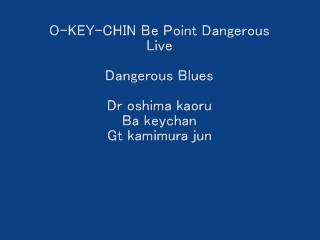 O-KEY-CHIN Be Point Dangerous
Live
Dangerous Blues
Dr oshima kaoru
Ba keychan
Gt kamimura jun